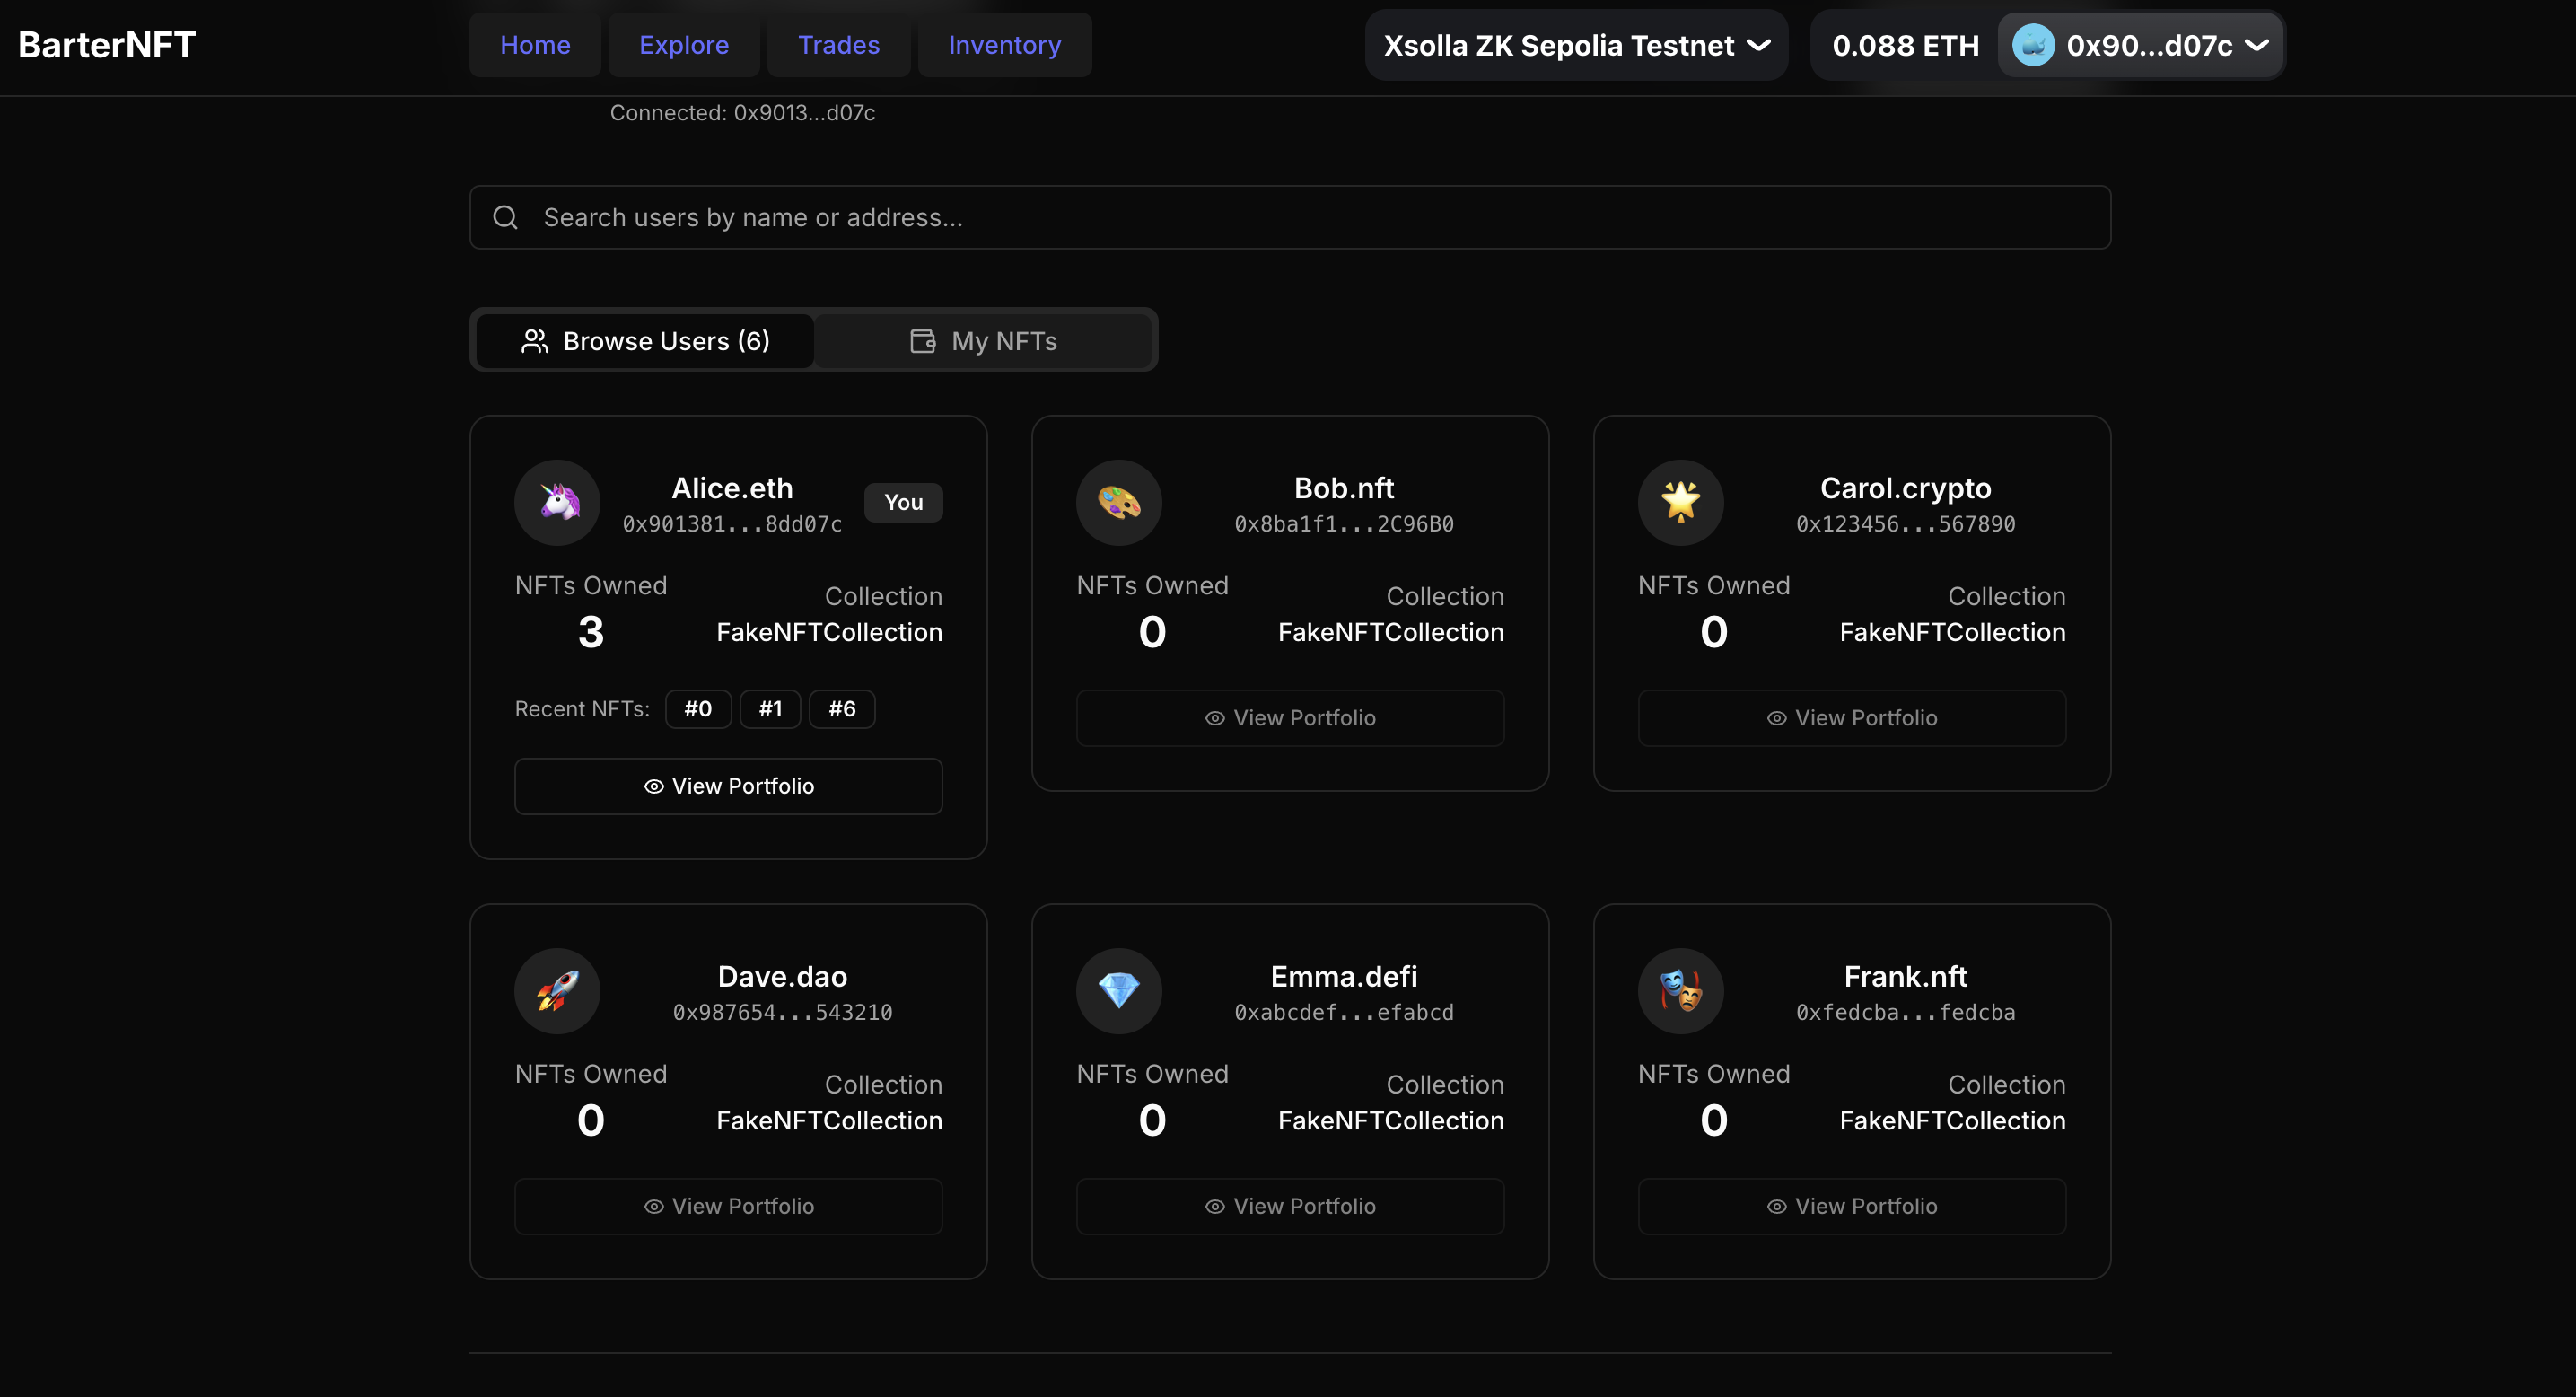 BarterNFT
Home Explore Trades Inventory
Xsolla ZK Sepolia Testnet
0.088 ETH
0x90...d07c
Connected: 0x9013...d07c
Search users by name or address...
Browse Users (6)
My NFTs
Alice.eth
0x901381...8dd07c
You
NFTs Owned
3
Collection
FakeNFTCollection
Recent NFTs: #0 #1 #6
View Portfolio
Bob.nft
0x8ba1f1...2C96B0
NFTs Owned
0
Collection
FakeNFTCollection
View Portfolio
Carol.crypto
0x123456...567890
NFTs Owned
0
Collection
FakeNFTCollection
View Portfolio
Dave.dao
0x987654...543210
NFTs Owned
0
Collection
FakeNFTCollection
View Portfolio
Emma.defi
0xabcdef...efabcd
NFTs Owned
0
Collection
FakeNFTCollection
View Portfolio
Frank.nft
0xfedcba...fedcba
NFTs Owned
0
Collection
FakeNFTCollection
View Portfolio